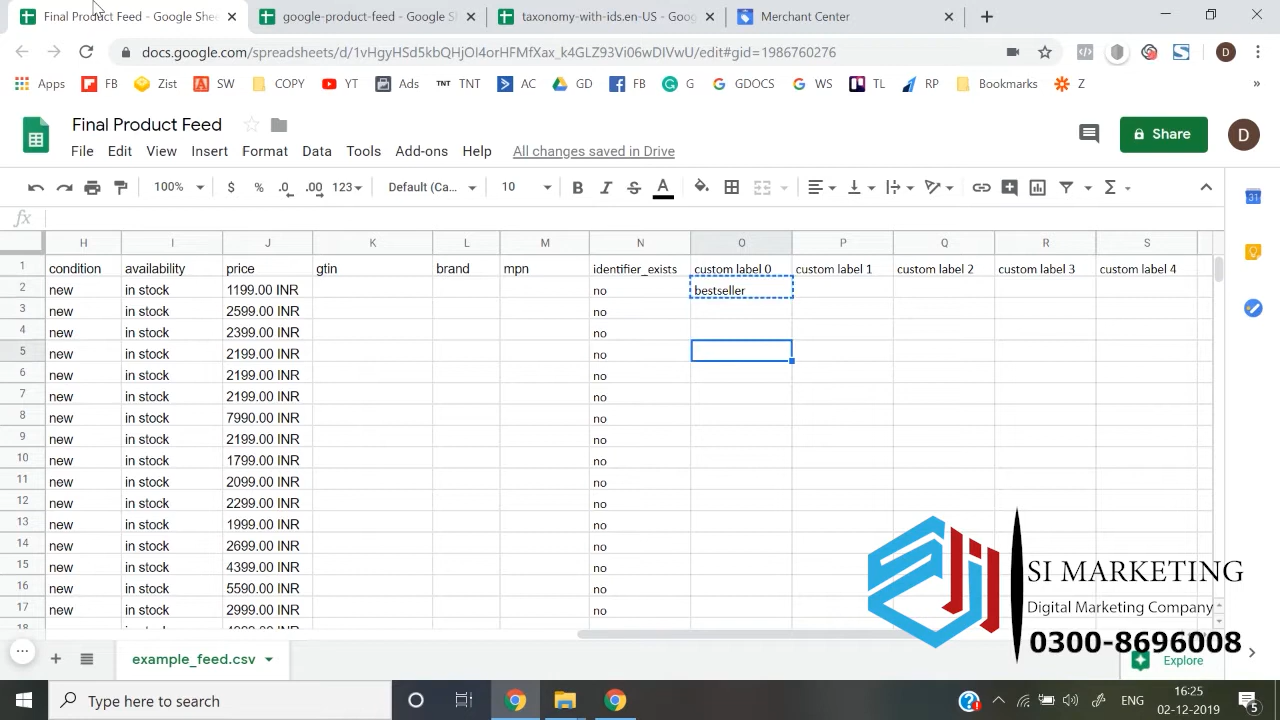 Final Product Feed - Google Shee
google-product-feed - Google S
taxonomy-with-ids.en-US - Goog
Merchant Center
docs.google.com/spreadsheets/d/1vHgyHSd5kbQHjOl4orHFMfXax_k4GLZ93Vi06wDIVwU/edit#gid=1986760276
D
Apps FB Zist SW COPY YT Ads TNT TNT AC GD FB G GDOCS WS TL RP Bookmarks Z »
Final Product Feed
Share
D
File Edit View Insert Format Data Tools Add-ons Help All changes saved in Drive
100% $ % .0 .00 123 Default (Ca... 10 B I S A Σ
31
fx
H I J K L M N O P Q R S
1 condition availability price gtin brand mpn identifier_exists custom label 0 custom label 1 custom label 2 custom label 3 custom label 4
2 new in stock 1199.00 INR no bestseller
3 new in stock 2599.00 INR no
4 new in stock 2399.00 INR no
5 new in stock 2199.00 INR no
6 new in stock 2199.00 INR no
7 new in stock 2199.00 INR no
8 new in stock 7990.00 INR no
9 new in stock 2199.00 INR no
10 new in stock 1799.00 INR no
11 new in stock 2099.00 INR no
12 new in stock 2299.00 INR no
13 new in stock 1999.00 INR no
14 new in stock 2699.00 INR no
15 new in stock 4399.00 INR no
16 new in stock 5590.00 INR no
17 new in stock 2999.00 INR no
18
SI MARKETING
Digital Marketing Company
0300-8696008
example_feed.csv
Explore
Type here to search
ENG
16:25
02-12-2019
5